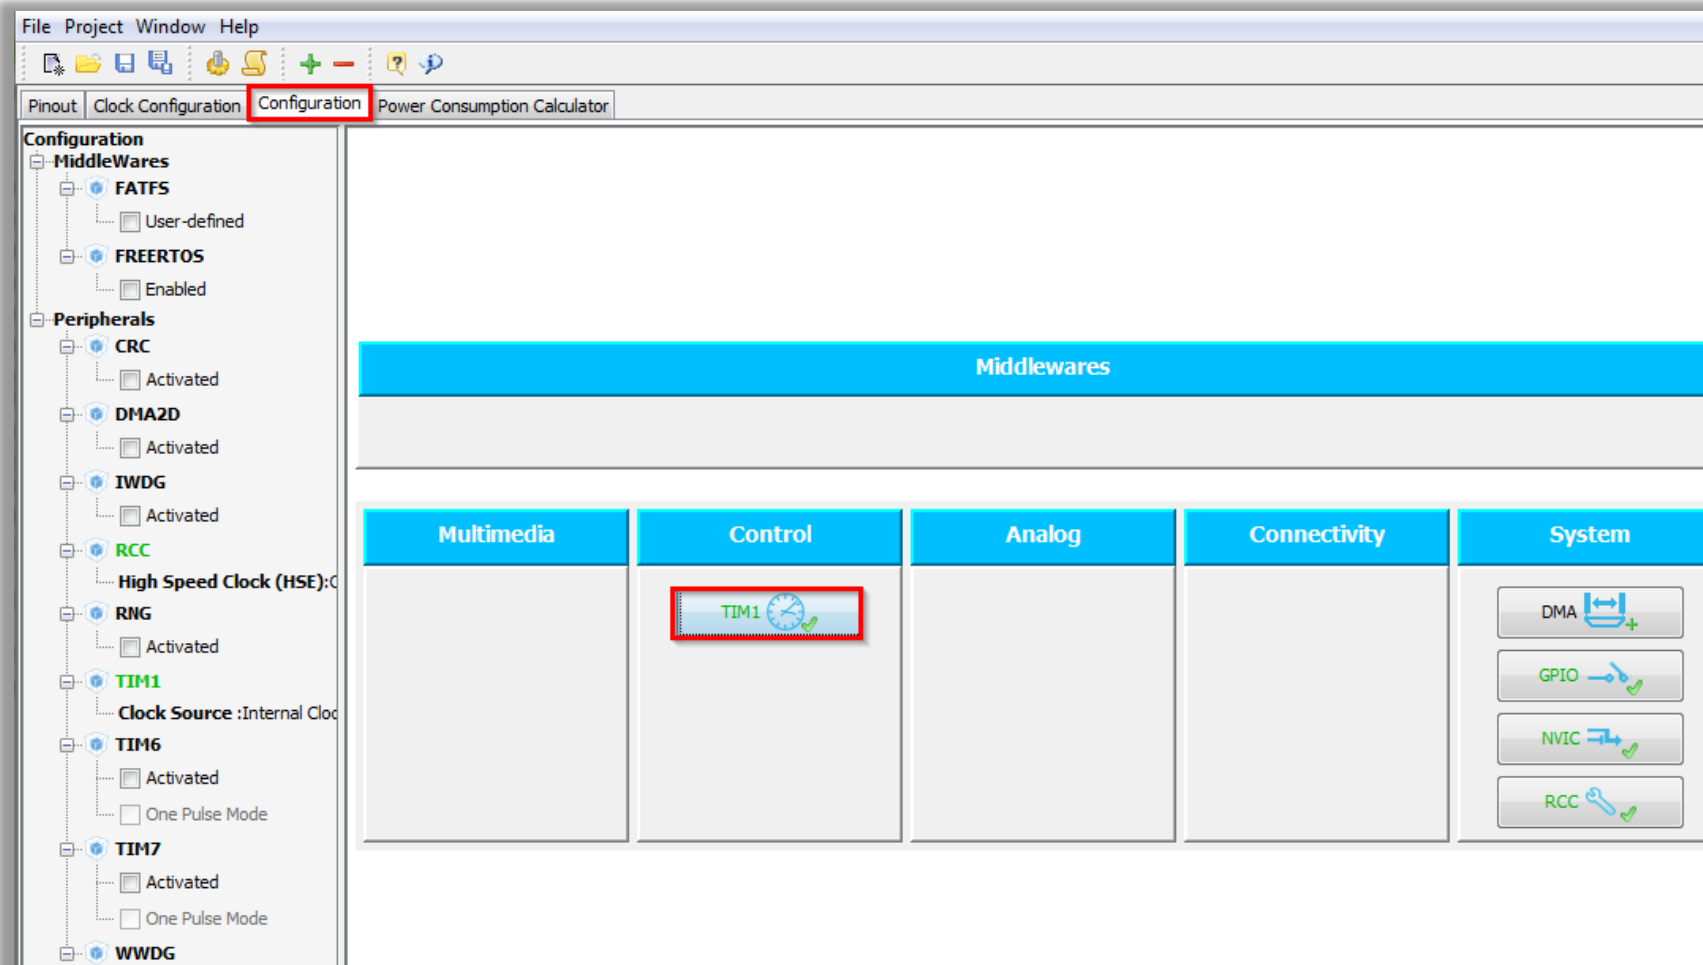 File Project Window Help
Pinout Clock Configuration Configuration Power Consumption Calculator
Configuration
MiddleWares
FATFS
User-defined
FREERTOS
Enabled
Peripherals
CRC
Activated
DMA2D
Activated
IWDG
Activated
RCC
High Speed Clock (HSE):
RNG
Activated
TIM1
Clock Source :Internal Cloc
TIM6
Activated
One Pulse Mode
TIM7
Activated
One Pulse Mode
WWDG
Middlewares
Multimedia Control Analog Connectivity System
TIM1
DMA
GPIO
NVIC
RCC